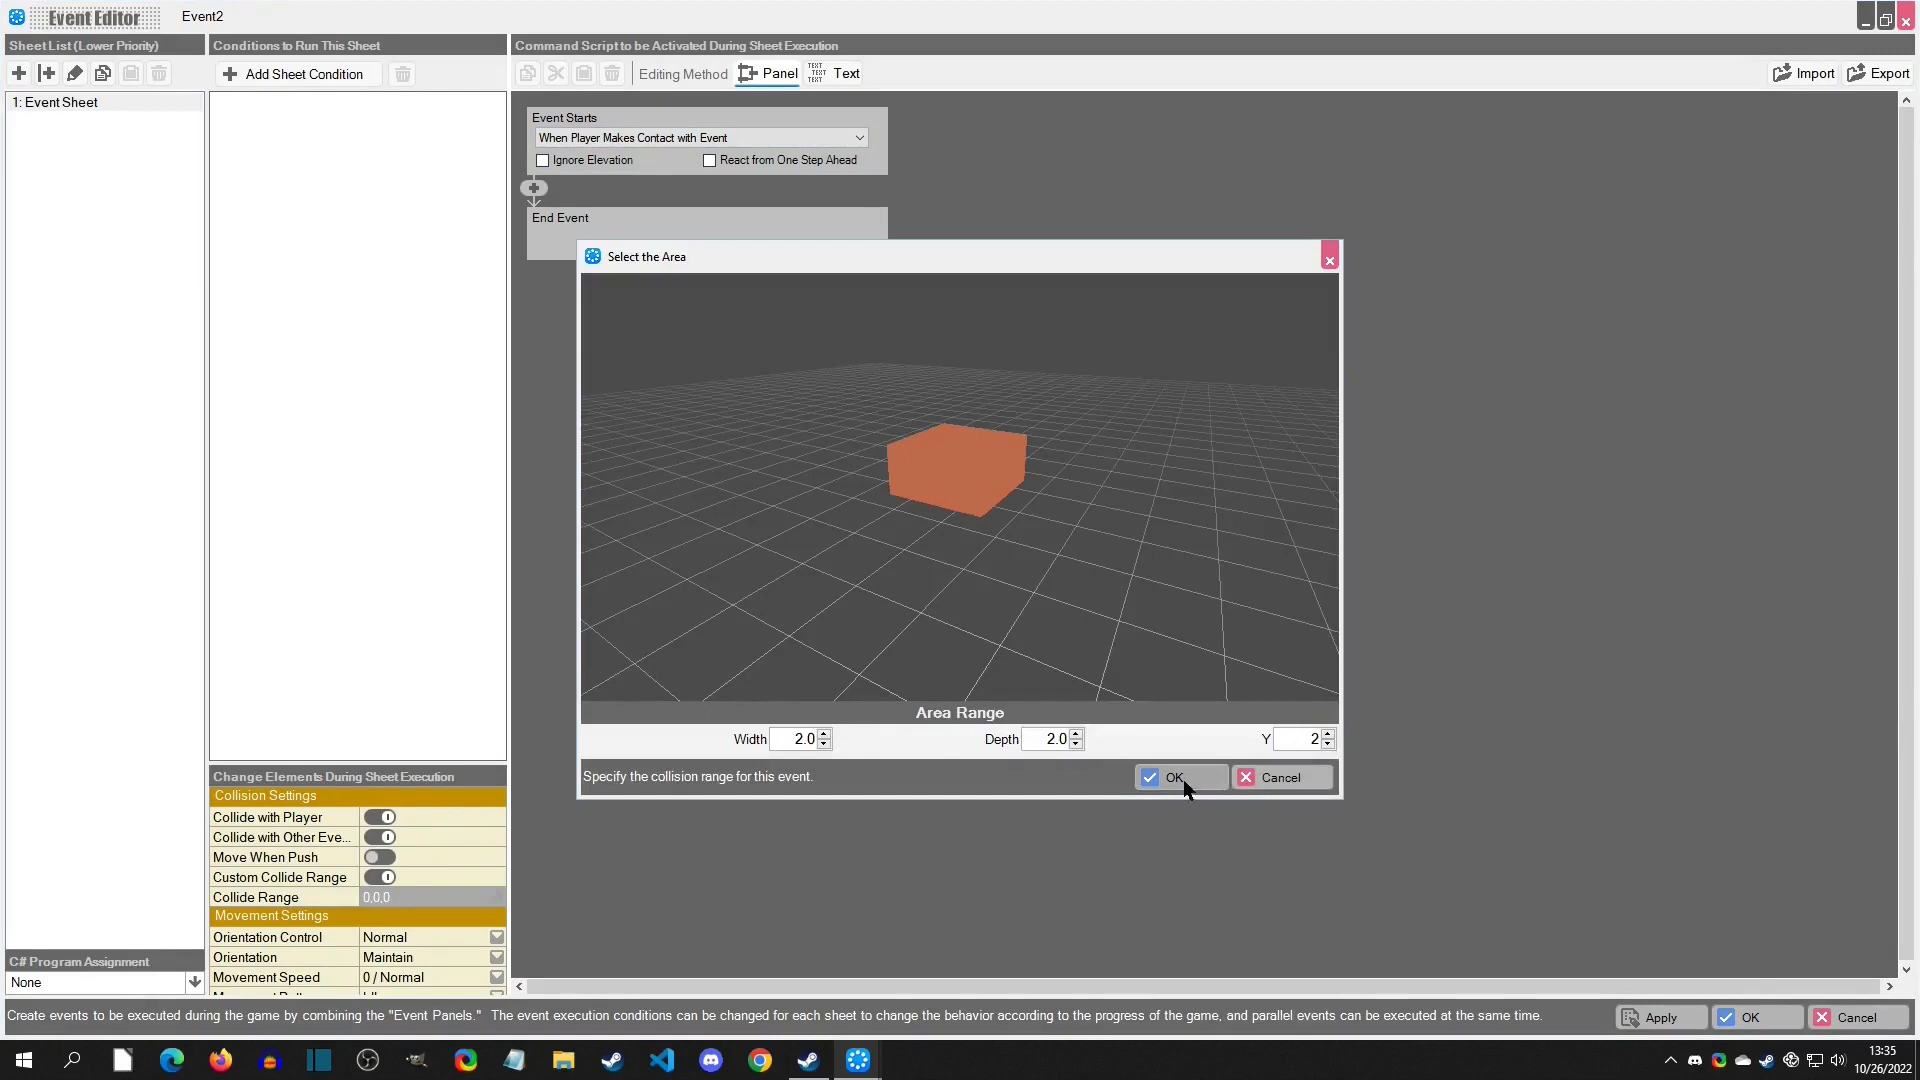 Event Editor
Event2
Sheet List (Lower Priority)
Conditions to Run This Sheet
Command Script to be Activated During Sheet Execution
Add Sheet Condition
Editing Method
Panel
TEXT
TEXT
TEXT
Text
Import
Export
1: Event Sheet
Event Starts
When Player Makes Contact with Event
Ignore Elevation
React from One Step Ahead
End Event
Select the Area
Area Range
Width
2.0
Depth
2.0
Y
2
Specify the collision range for this event.
OK
Cancel
Change Elements During Sheet Execution
Collision Settings
Collide with Player
Collide with Other Eve...
Move When Push
Custom Collide Range
Collide Range
0,0,0
Movement Settings
Orientation Control
Normal
Orientation
Maintain
Movement Speed
0 / Normal
C# Program Assignment
None
Create events to be executed during the game by combining the "Event Panels." The event execution conditions can be changed for each sheet to change the behavior according to the progress of the game, and parallel events can be executed at the same time.
Apply
OK
Cancel
13:35
10/26/2022